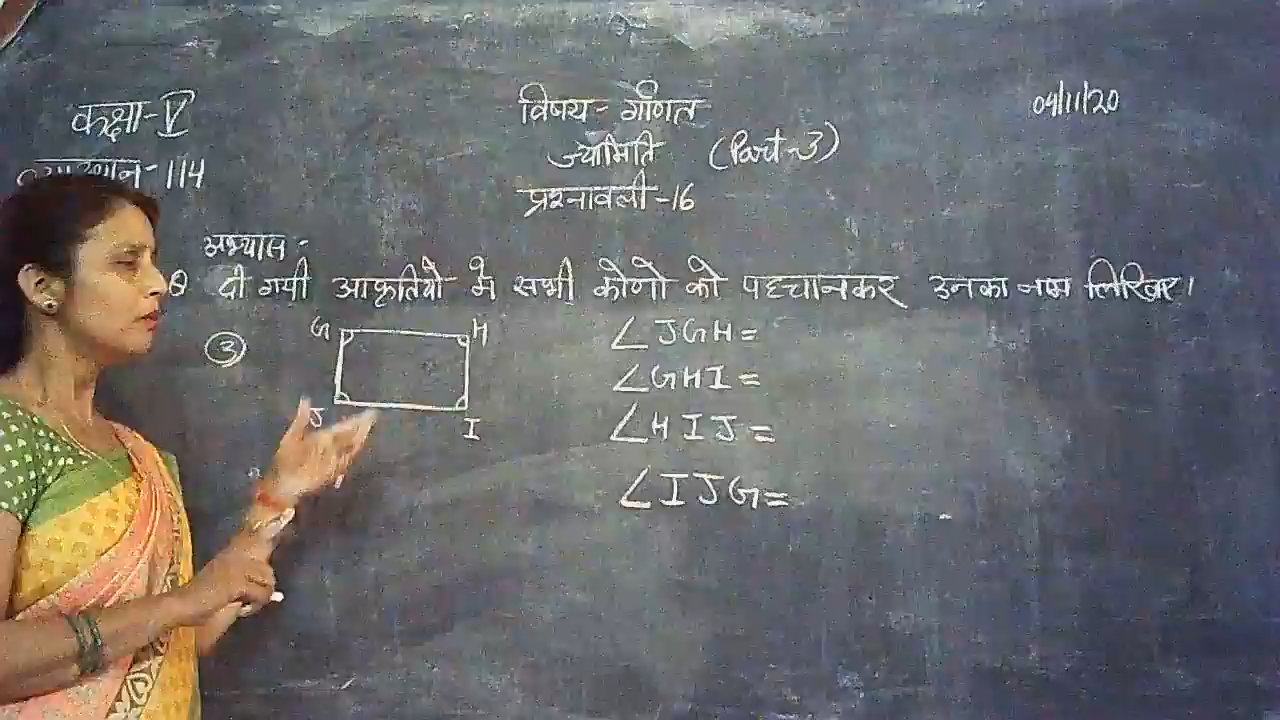 कक्षा-V
विषय- गणित
04/11/20
ज्यामिति (Part-3)
-114
प्रश्नावली-16
अभ्यास:-
दी गयी आकृतियो मे सभी कोणो को पहचानकर उनका नाम लिखिए।
3
G H
J I
∠JGH=
∠GHI=
∠HIJ=
∠IJG=